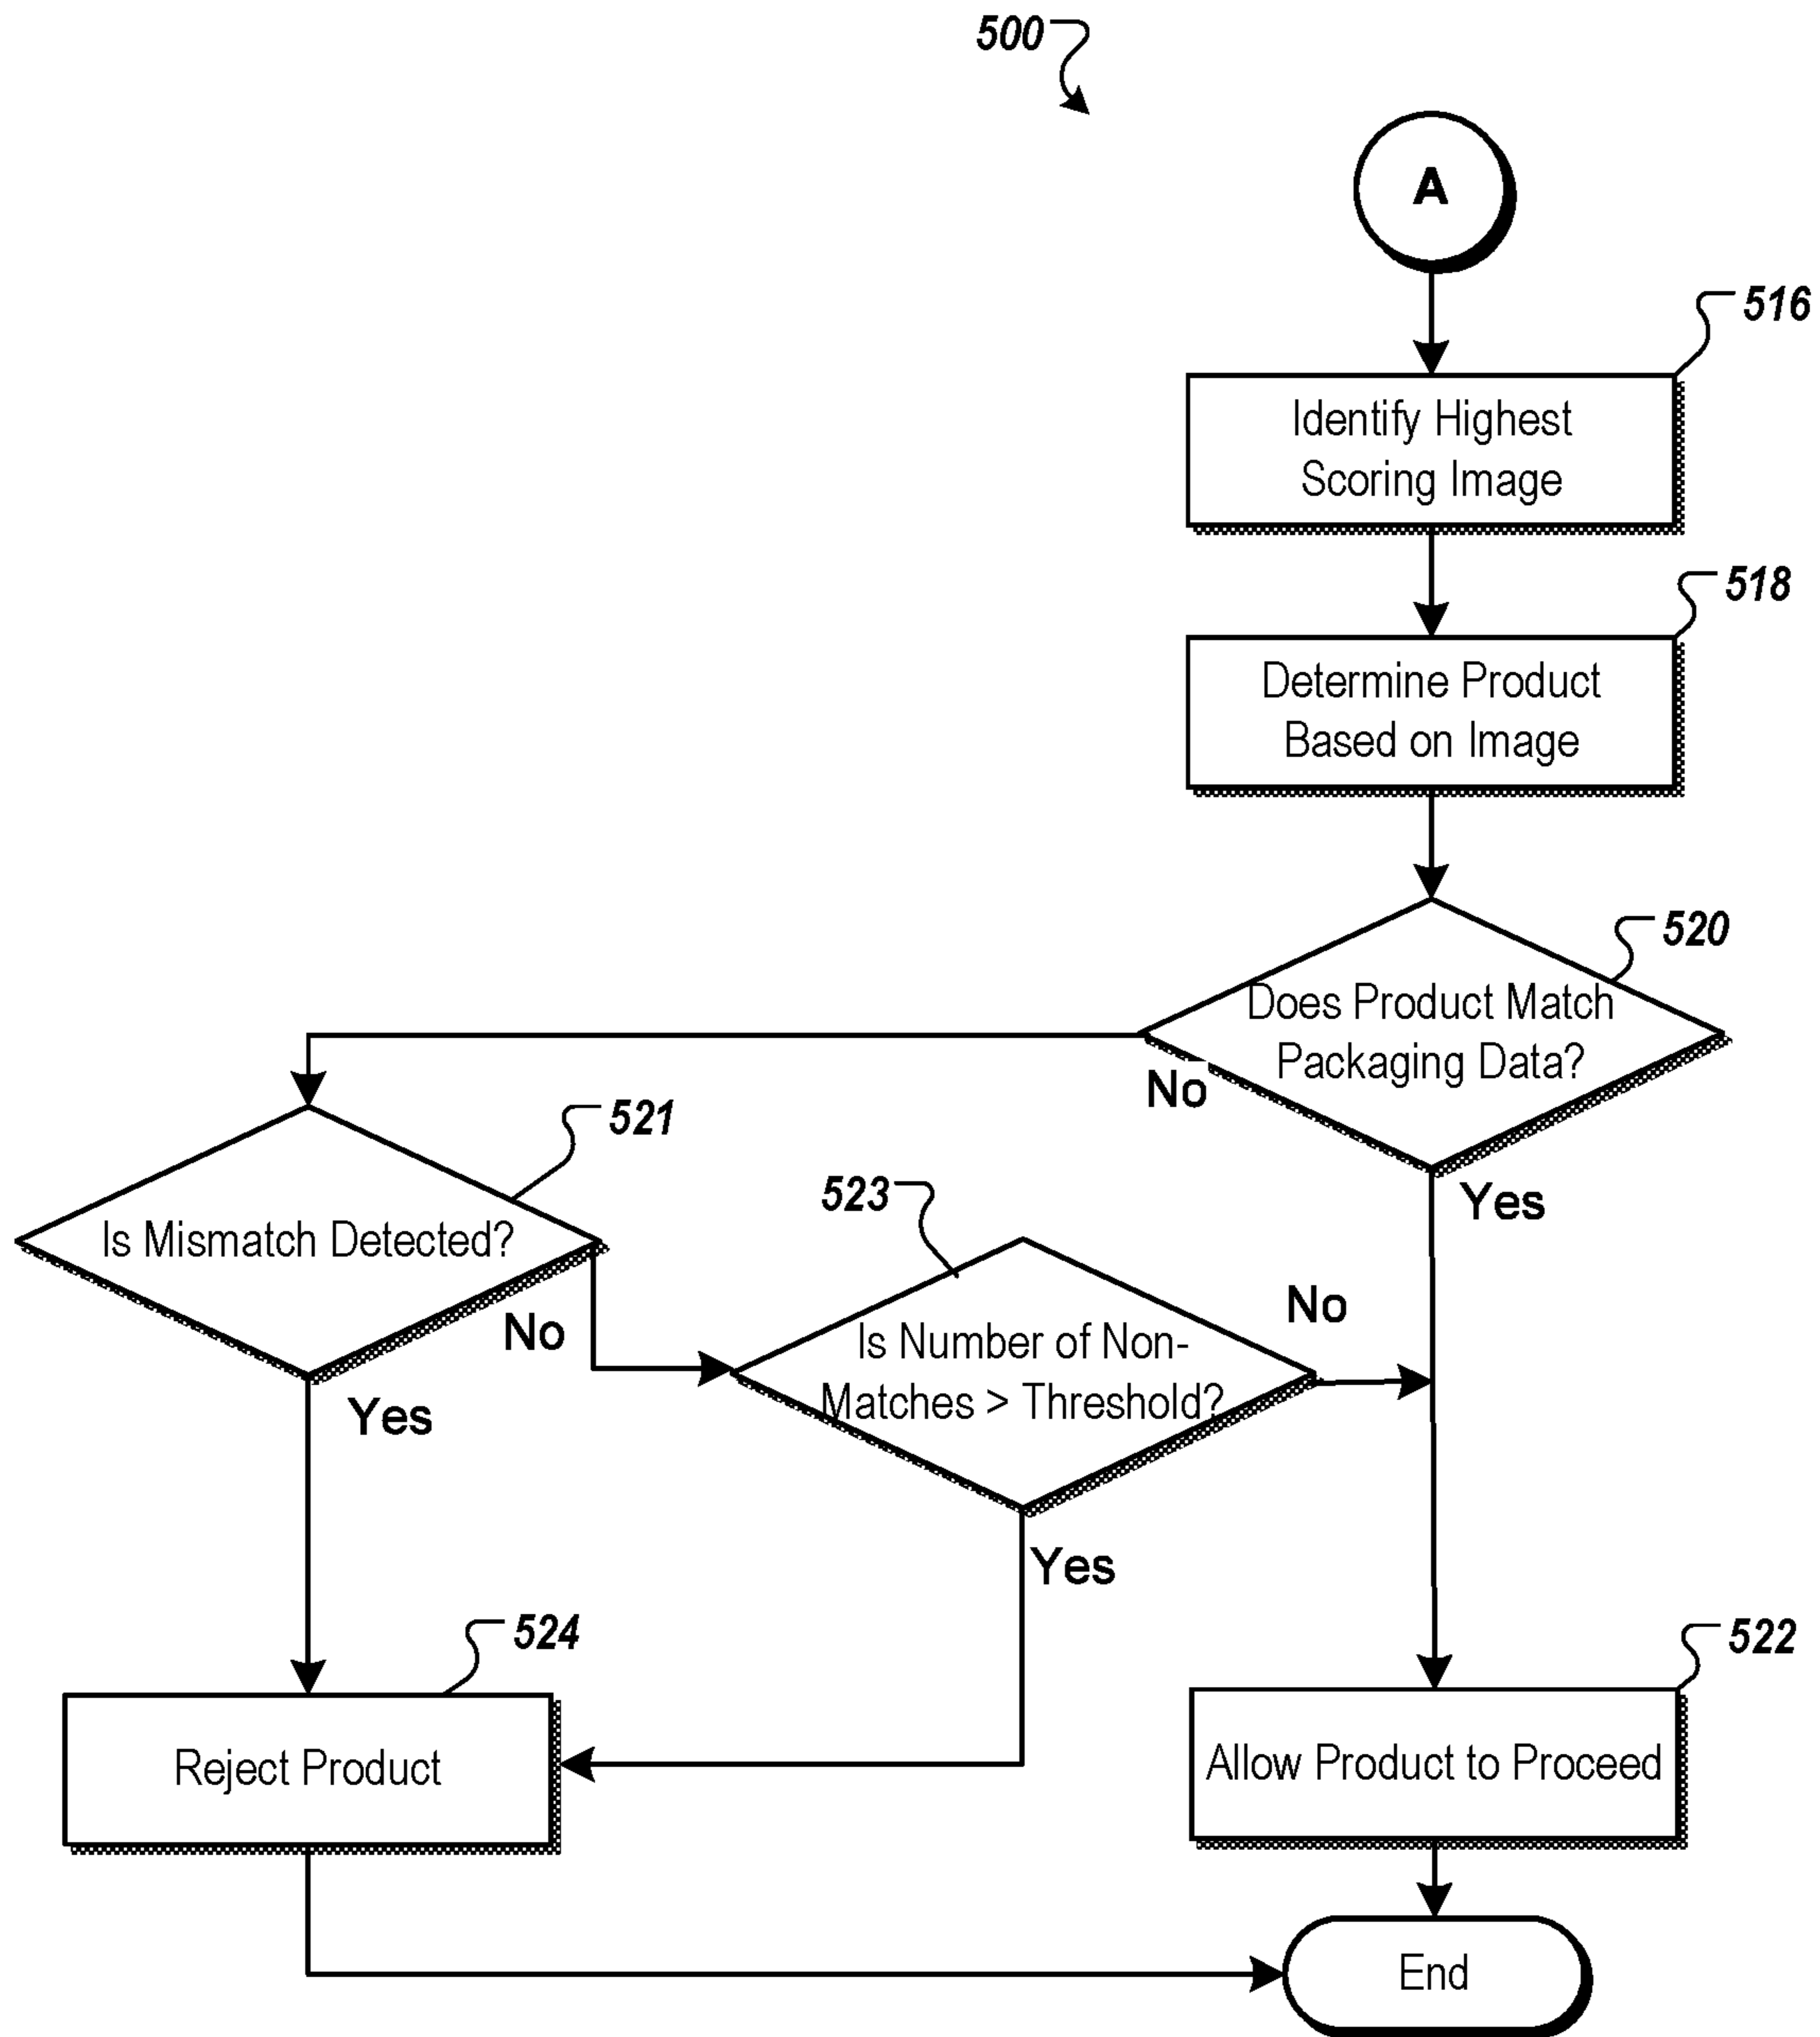 500
A
516
Identify Highest
Scoring Image
518
Determine Product
Based on Image
520
Does Product Match
Packaging Data?
No
Yes
521
Is Mismatch Detected?
No
Yes
523
Is Number of Non-
Matches > Threshold?
No
Yes
524
Reject Product
522
Allow Product to Proceed
End